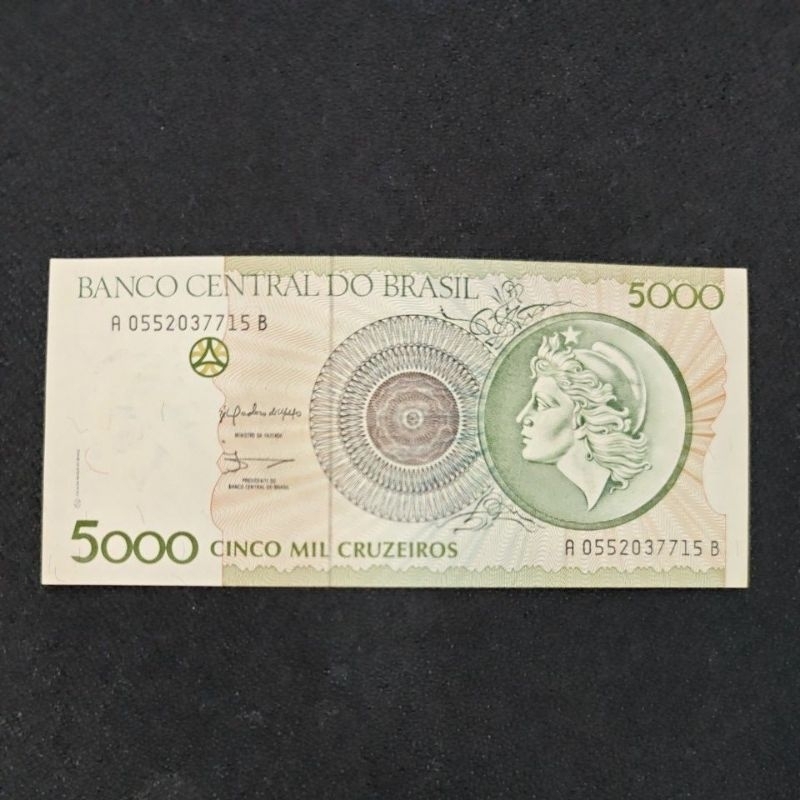 BANCO CENTRAL DO BRASIL
5000
A 0552037715 B
MINISTRO DA FAZENDA
PRESIDENTE DO
BANCO CENTRAL DO BRASIL
5000 CINCO MIL CRUZEIROS
A 0552037715 B